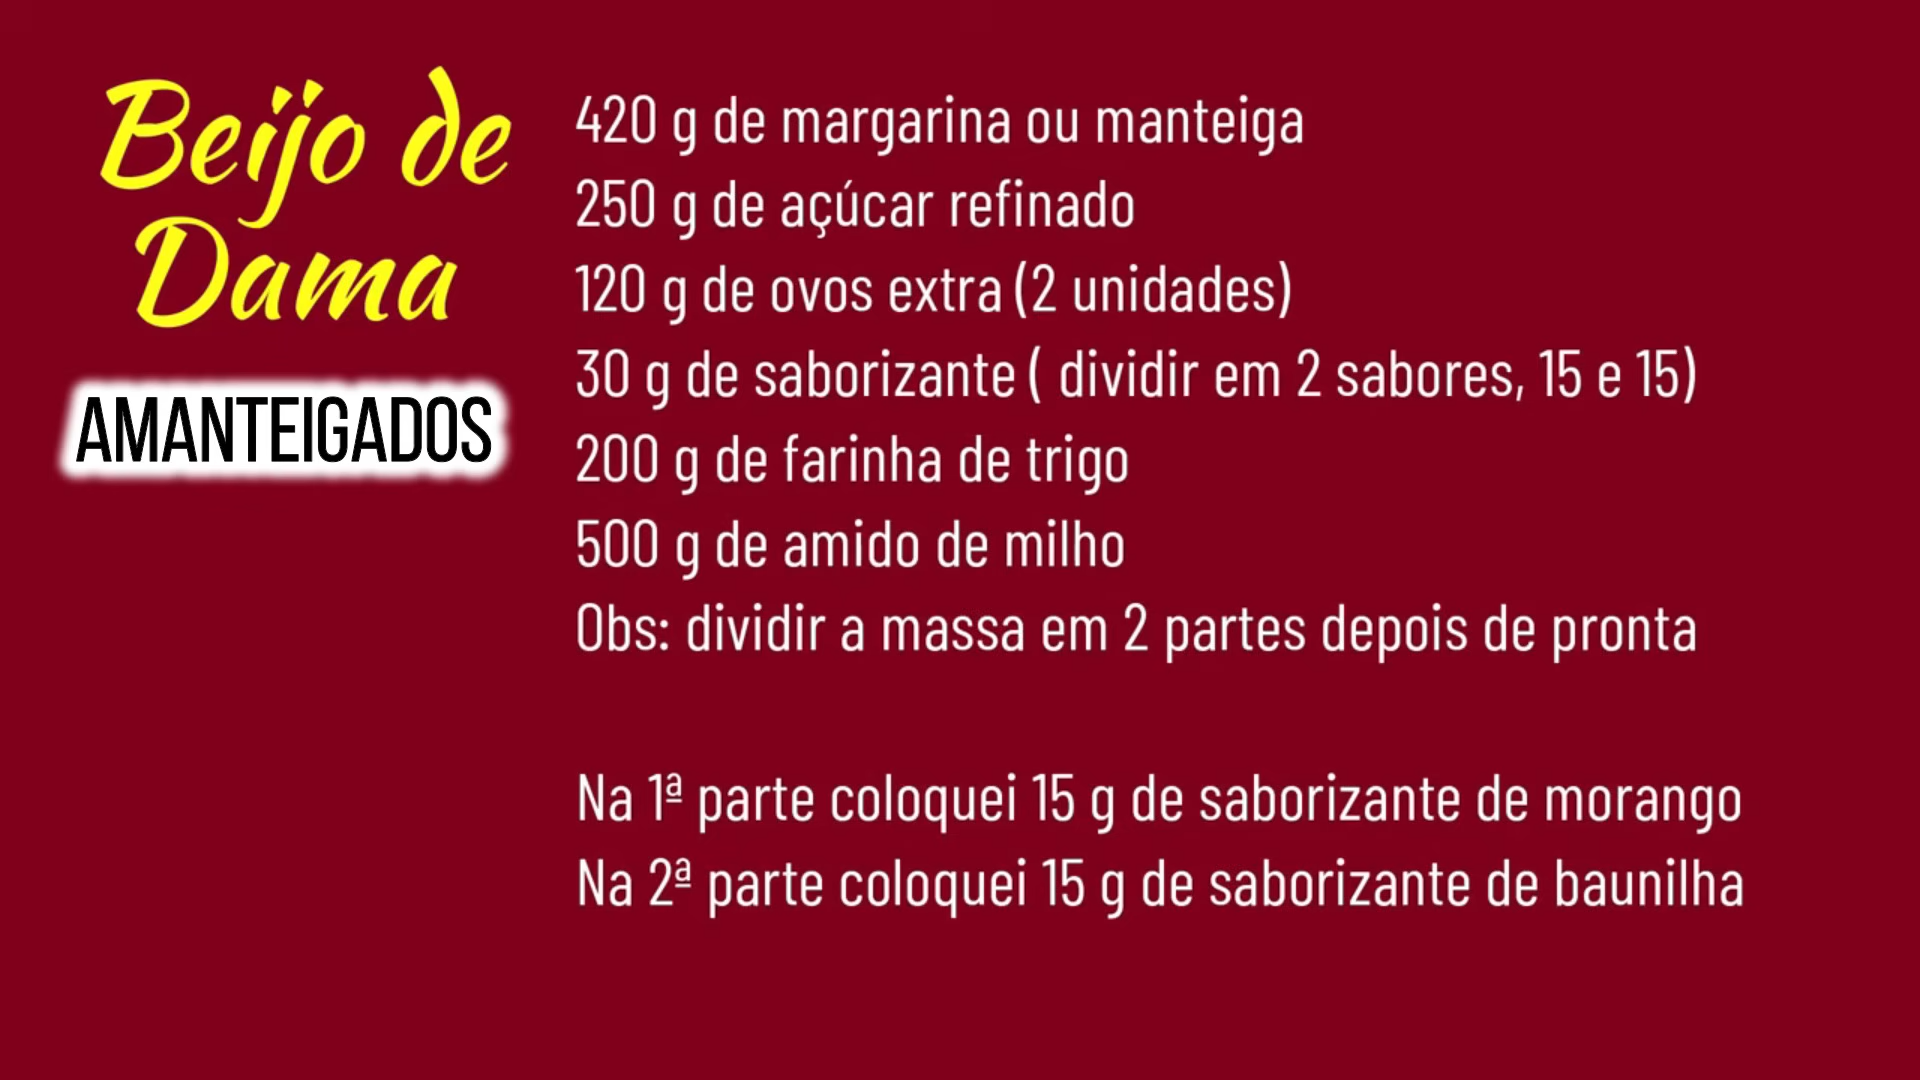 Beijo de
Dama
AMANTEIGADOS
420 g de margarina ou manteiga
250 g de açúcar refinado
120 g de ovos extra (2 unidades)
30 g de saborizante ( dividir em 2 sabores, 15 e 15)
200 g de farinha de trigo
500 g de amido de milho
Obs: dividir a massa em 2 partes depois de pronta
Na 1ª parte coloquei 15 g de saborizante de morango
Na 2ª parte coloquei 15 g de saborizante de baunilha